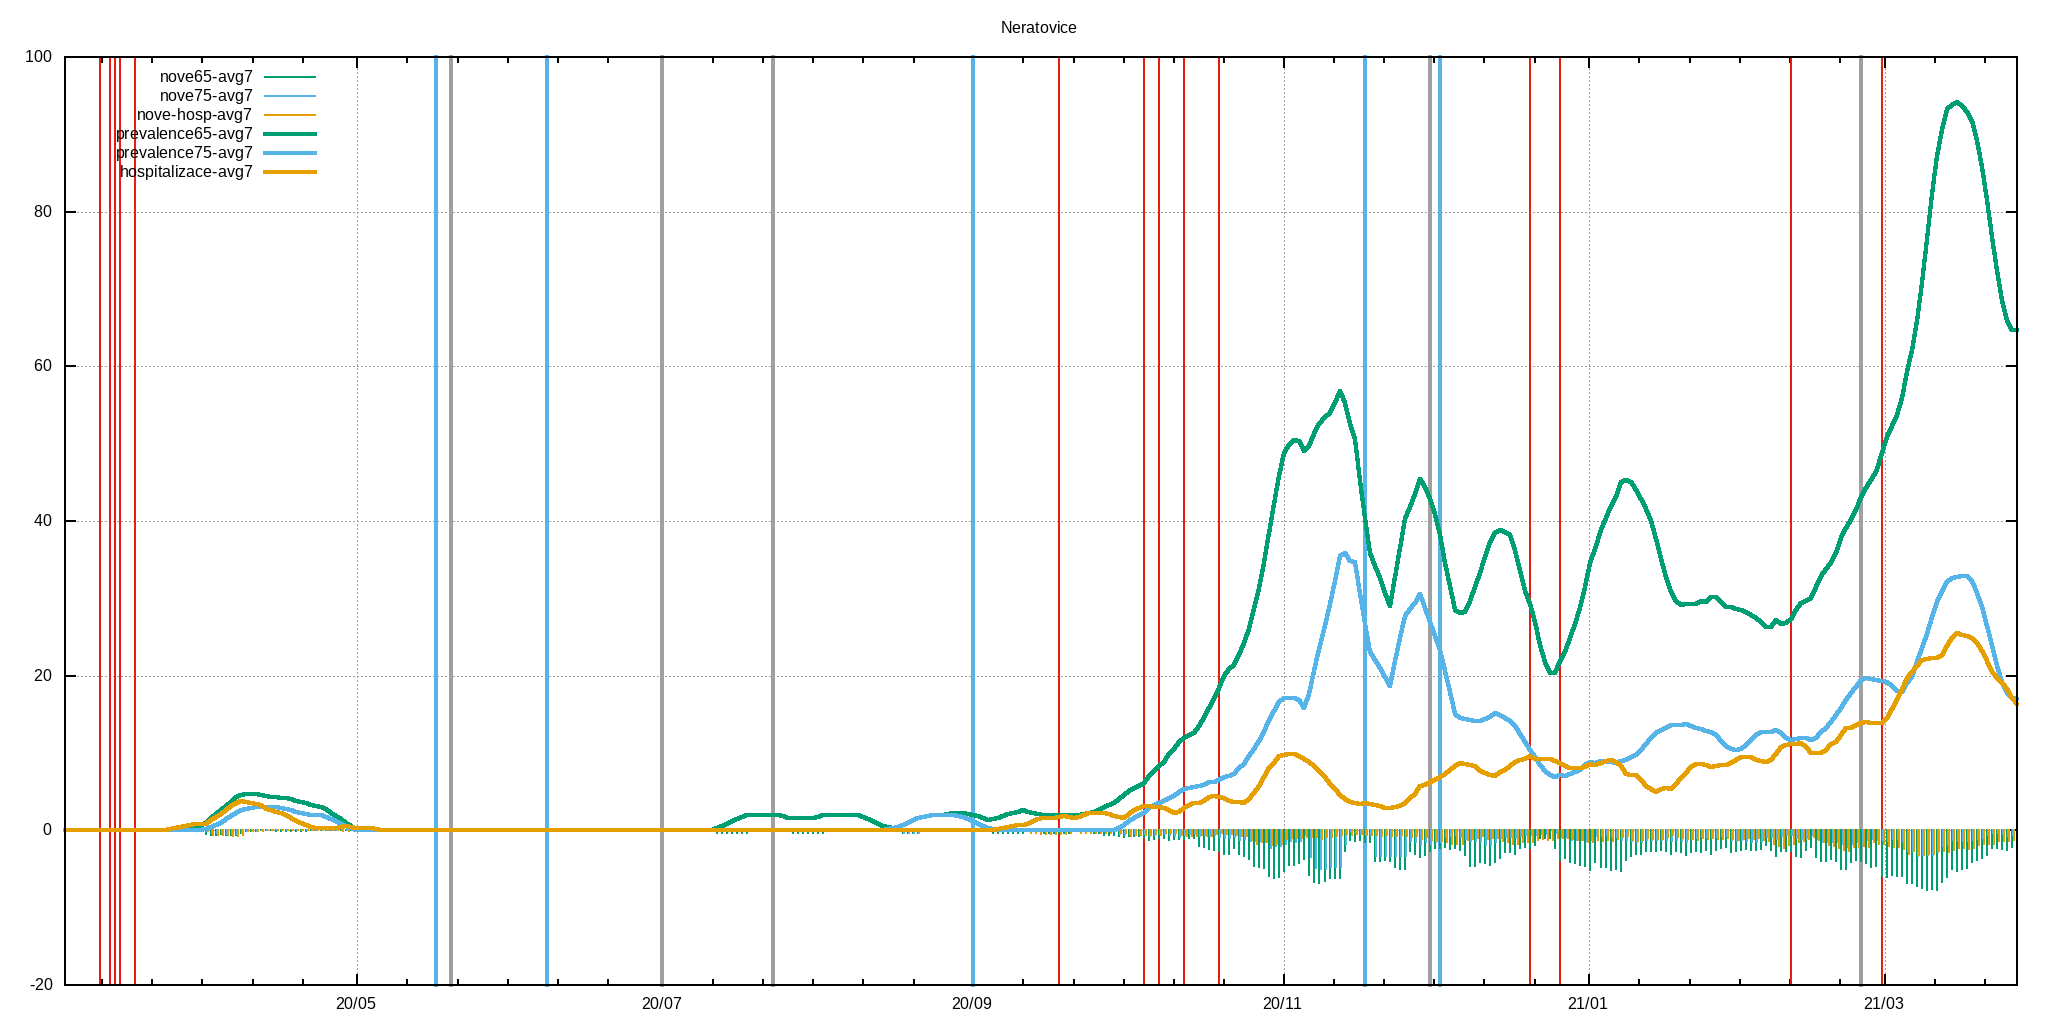 Neratovice
100
80
60
40
20
0
-20
nove65-avg7
nove75-avg7
nove-hosp-avg7
prevalence65-avg7
prevalence75-avg7
hospitalizace-avg7
20/05
20/07
20/09
20/11
21/01
21/03